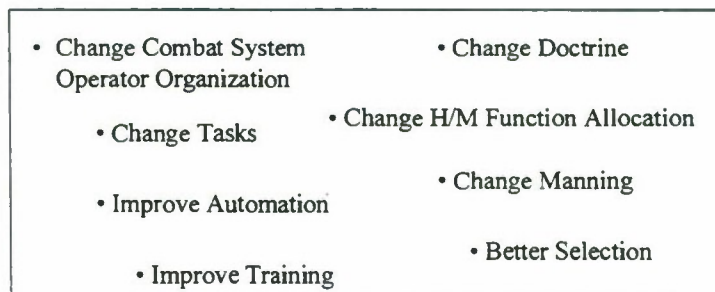 • Change Combat System
Operator Organization
• Change Doctrine
• Change Tasks
• Change H/M Function Allocation
• Improve Automation
• Change Manning
• Improve Training
• Better Selection